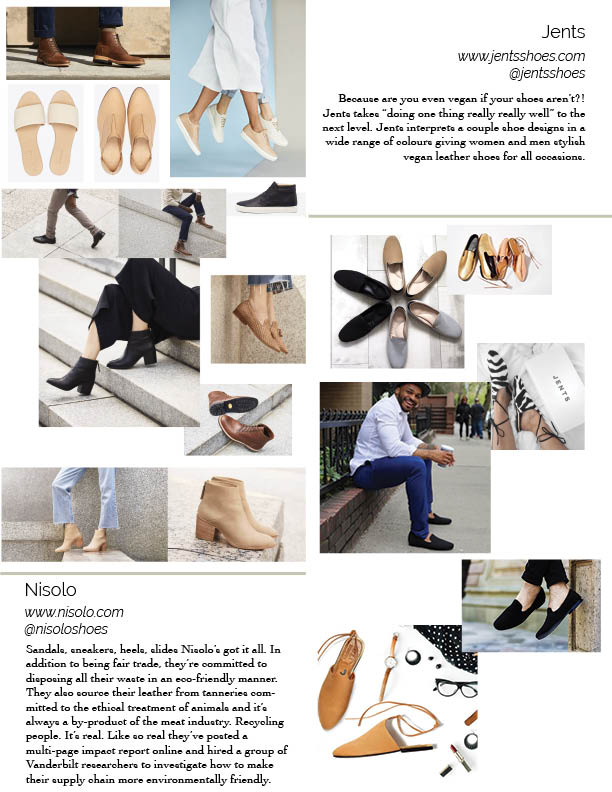 Jents
www.jentsshoes.com
@jentsshoes
Because are you even vegan if your shoes aren't?!
Jents takes "doing one thing really really well" to the
next level. Jents interprets a couple shoe designs in a
wide range of colours giving women and men stylish
vegan leather shoes for all occasions.
JENTS
Nisolo
www.nisolo.com
@nisoloshoes
Sandals, sneakers, heels, slides Nisolo's got it all. In
addition to being fair trade, they're committed to
disposing all their waste in an eco-friendly manner.
They also source their leather from tanneries com-
mitted to the ethical treatment of animals and it's
always a by-product of the meat industry. Recycling
people. It's real. Like so real they've posted a
multi-page impact report online and hired a group of
Vanderbilt researchers to investigate how to make
their supply chain more environmentally friendly.